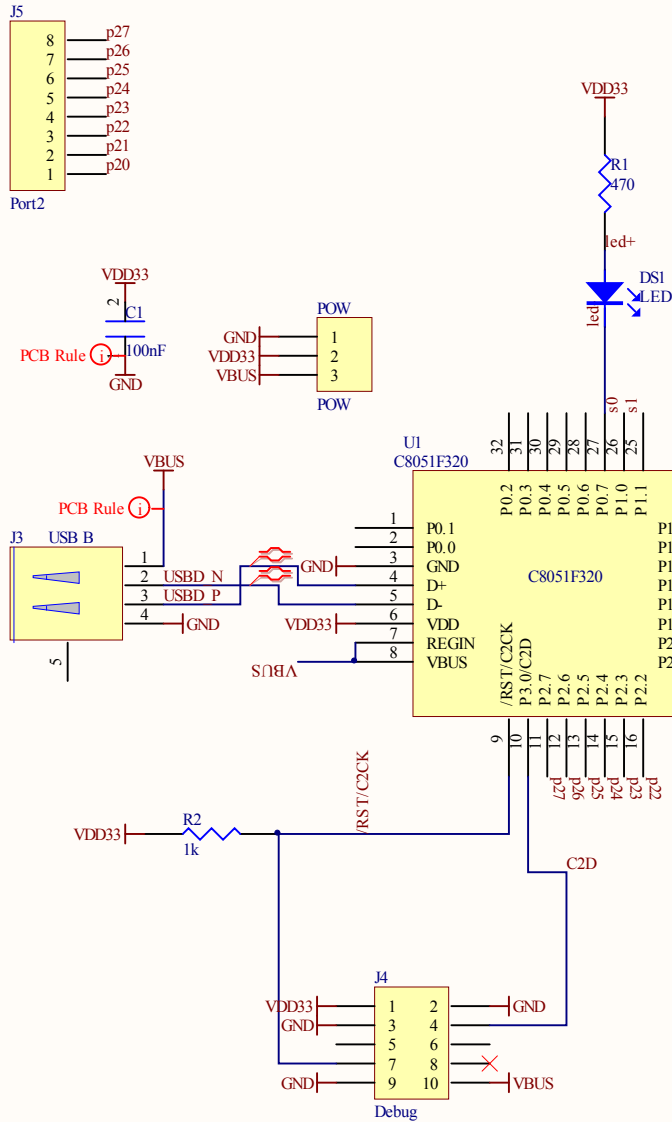 J5
8 p27
7 p26
6 p25
5 p24
4 p23
3 p22
2 p21
1 p20
Port2
VDD33
R1
470
led+
DS1
LED
led
VDD33
2
C1
100nF
PCB Rule i
GND
POW
GND 1
VDD33 2
VBUS 3
POW
s0
s1
32
31
30
29
28
27
26
25
U1
C8051F320
P0.2
P0.3
P0.4
P0.5
P0.6
P0.7
P1.0
P1.1
VBUS
PCB Rule i
J3 USB B
1
2 USBD_N
3 USBD_P
4 GND
5
1 P0.1
2 P0.0
GND 3 GND
4 D+
5 D-
VDD33 6 VDD
7 REGIN
VBUS 8 VBUS
C8051F320
P1
P1
P1
P1
P1
P1
P2
P2
/RST/C2CK
P3.0/C2D
P2.7
P2.6
P2.5
P2.4
P2.3
P2.2
9
10
11
12
13
14
15
16
p27
p26
p25
p24
p23
p22
/RST/C2CK
VDD33
R2
1k
C2D
J4
VDD33 1 2 GND
GND 3 4
5 6
7 8
GND 9 10 VBUS
Debug